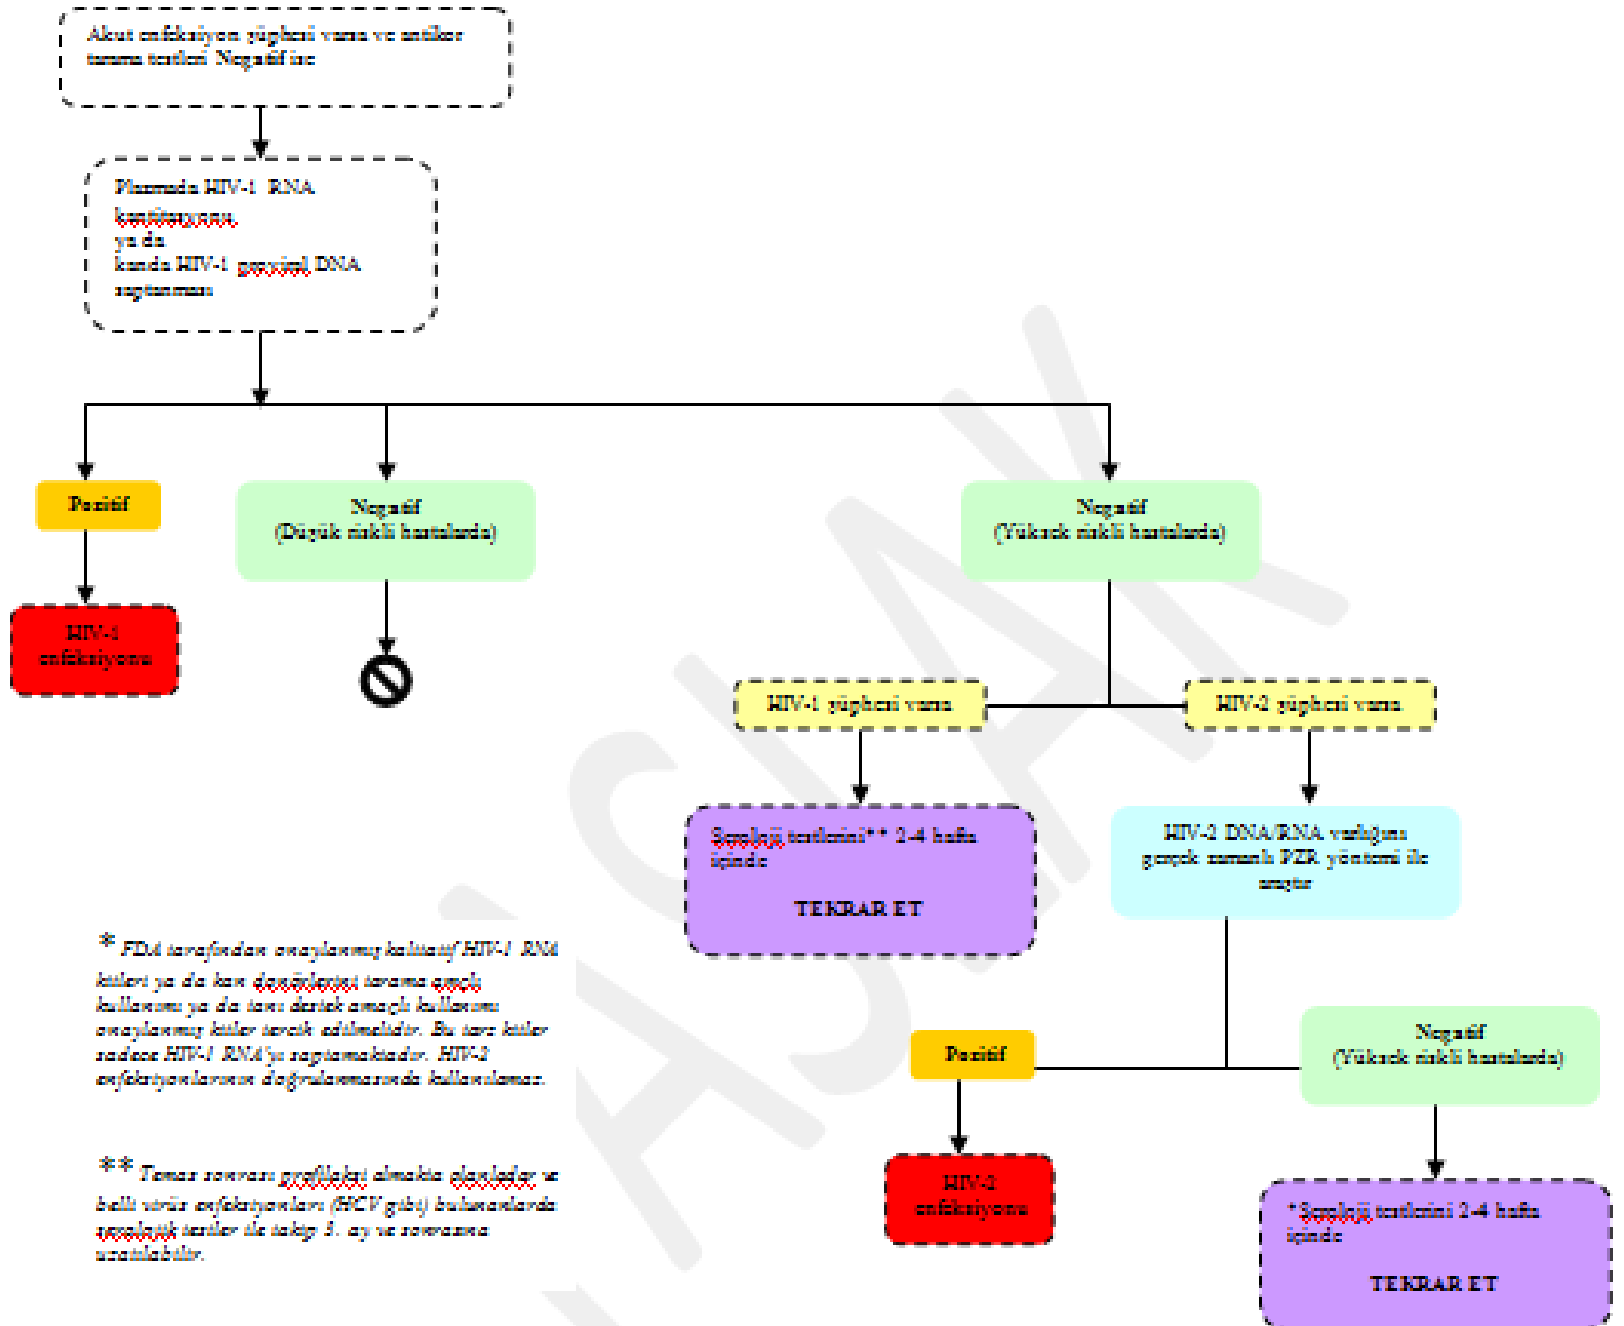 Akut enfeksiyon şüphesi varsa ve antikor
tarama testleri Negatif ise
Plazmada HIV-1 RNA
kantitasyonu
ya da
kanda HIV-1 proviral DNA
saptanması
Pozitif
Negatif
(Düşük riskli hastalarda)
Negatif
(Yüksek riskli hastalarda)
HIV-1
enfeksiyonu
HIV-1 şüphesi varsa
HIV-2 şüphesi varsa
Seroloji testlerini** 2-4 hafta
içinde
TEKRAR ET
HIV-2 DNA/RNA varlığını
gerçek zamanlı PZR yöntemi ile
araştır
* FDA tarafından onaylanmış kalitatif HIV-1 RNA
kitleri ya da kan donörlerini tarama amçlı
kullanımı ya da tanı destek amaçlı kullanımı
onaylanmış kitler tercih edilmelidir. Bu tarz kitler
sadece HIV-1 RNA'yı saptamaktadır. HIV-2
enfeksiyonlarının doğrulanmasında kullanılamaz.
Pozitif
Negatif
(Yüksek riskli hastalarda)
** Temas sonrası profilaksi almakta olanladar ve
belli virüs enfeksiyonları (HCV gibi) bulunanlarda
serolojik testler ile takip 3. ay ve sonrasına
uzatılabilir.
HIV-2
enfeksiyonu
*Seroloji testlerini 2-4 hafta
içinde
TEKRAR ET